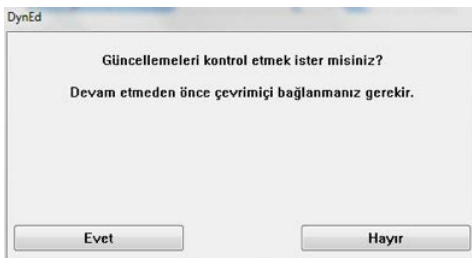 DynEd
Güncellemeleri kontrol etmek ister misiniz?
Devam etmeden önce çevrimiçi bağlanmanız gerekir.
Evet
Hayır